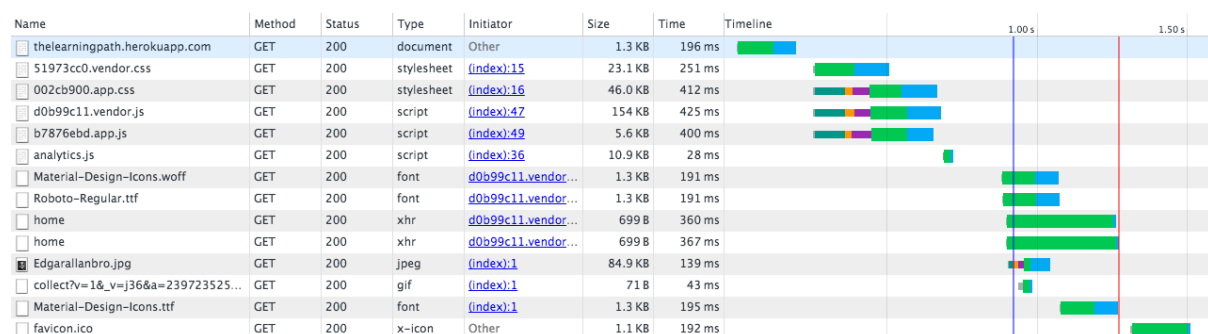 Name Method Status Type Initiator Size Time Timeline
1.00 s 1.50 s
thelearningpath.herokuapp.com GET 200 document Other 1.3 KB 196 ms
51973cc0.vendor.css GET 200 stylesheet (index):15 23.1 KB 251 ms
002cb900.app.css GET 200 stylesheet (index):16 46.0 KB 412 ms
d0b99c11.vendor.js GET 200 script (index):47 154 KB 425 ms
b7876ebd.app.js GET 200 script (index):49 5.6 KB 400 ms
analytics.js GET 200 script (index):36 10.9 KB 28 ms
Material-Design-Icons.woff GET 200 font d0b99c11.vendor... 1.3 KB 191 ms
Roboto-Regular.ttf GET 200 font d0b99c11.vendor... 1.3 KB 191 ms
home GET 200 xhr d0b99c11.vendor... 699 B 360 ms
home GET 200 xhr d0b99c11.vendor... 699 B 367 ms
Edgarallanbro.jpg GET 200 jpeg (index):1 84.9 KB 139 ms
collect?v=1&_v=j36&a=239723525... GET 200 gif (index):1 71 B 43 ms
Material-Design-Icons.ttf GET 200 font (index):1 1.3 KB 195 ms
favicon.ico GET 200 x-icon Other 1.1 KB 192 ms